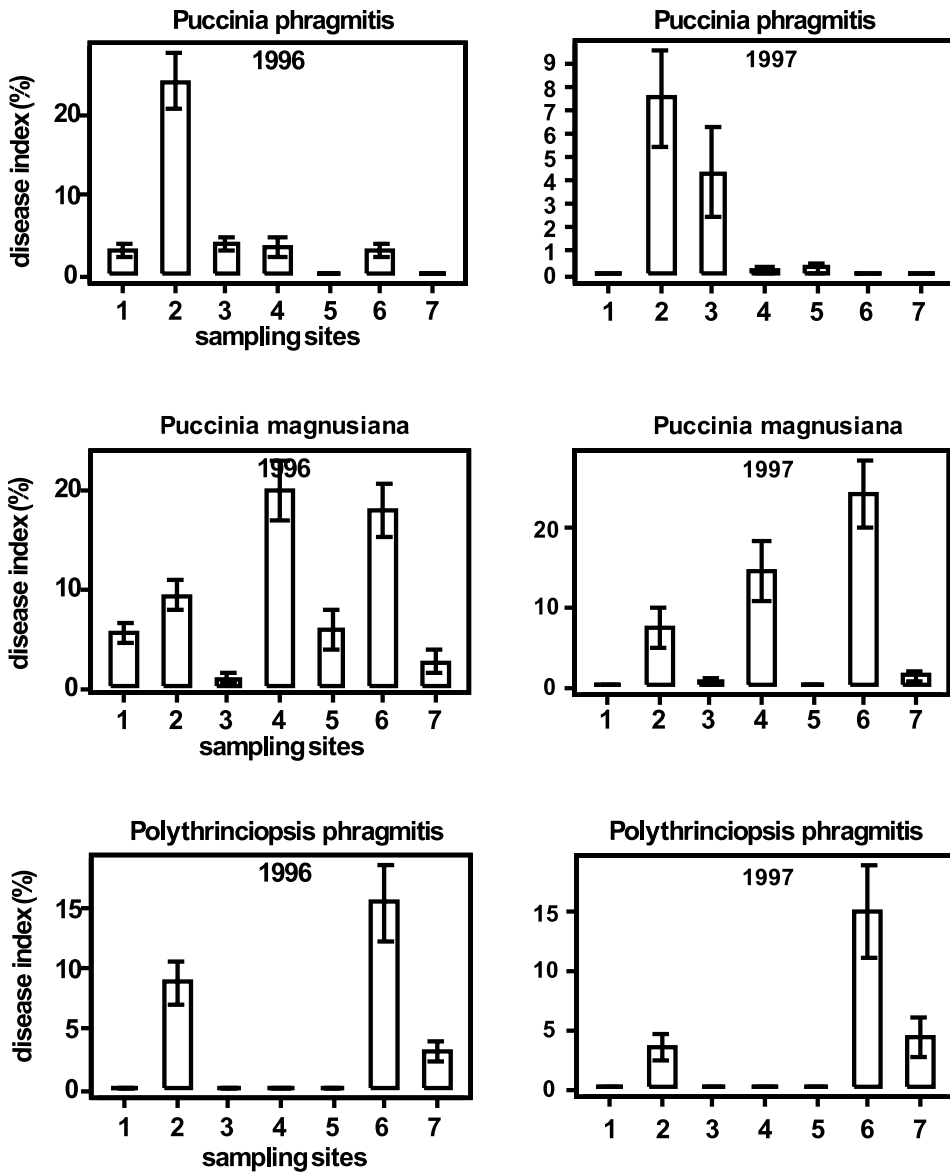 Puccinia phragmitis
1996
disease index (%)
20
10
0
1 2 3 4 5 6 7
sampling sites
Puccinia phragmitis
1997
9
8
7
6
5
4
3
2
1
0
1 2 3 4 5 6 7
Puccinia magnusiana
1996
disease index (%)
20
10
0
1 2 3 4 5 6 7
sampling sites
Puccinia magnusiana
1997
20
10
0
1 2 3 4 5 6 7
Polythrinciopsis phragmitis
1996
disease index (%)
15
10
5
0
1 2 3 4 5 6 7
sampling sites
Polythrinciopsis phragmitis
1997
15
10
5
0
1 2 3 4 5 6 7